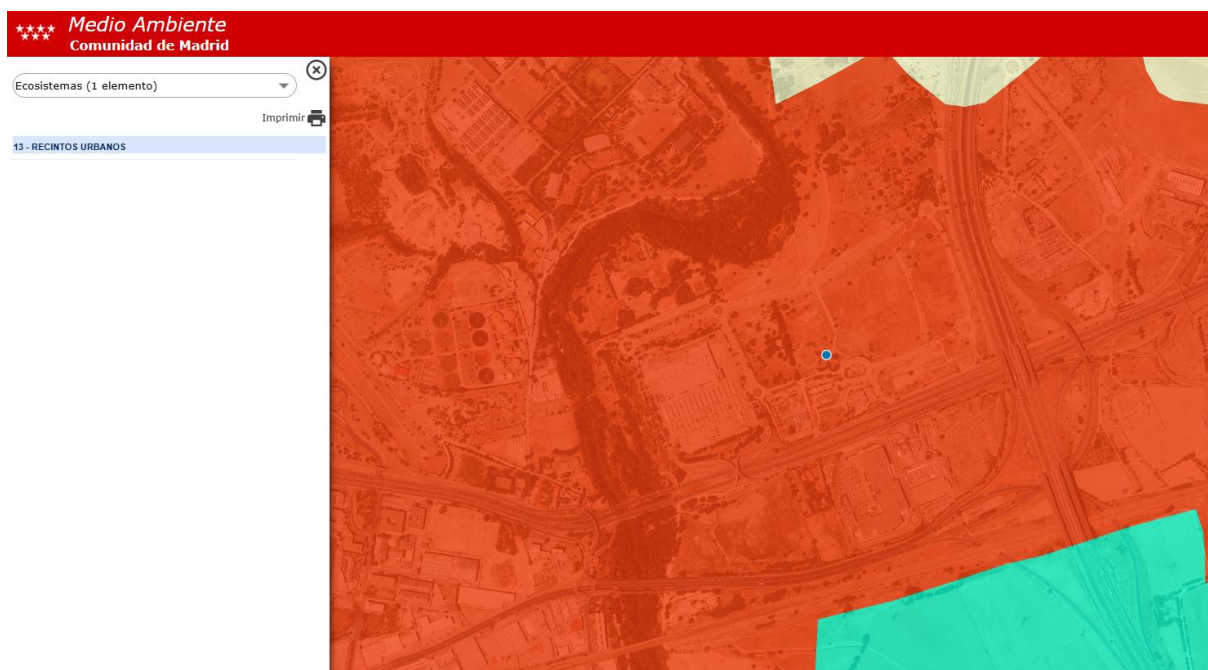 Medio Ambiente
Comunidad de Madrid
Ecosistemas (1 elemento)
Imprimir
13 - RECINTOS URBANOS